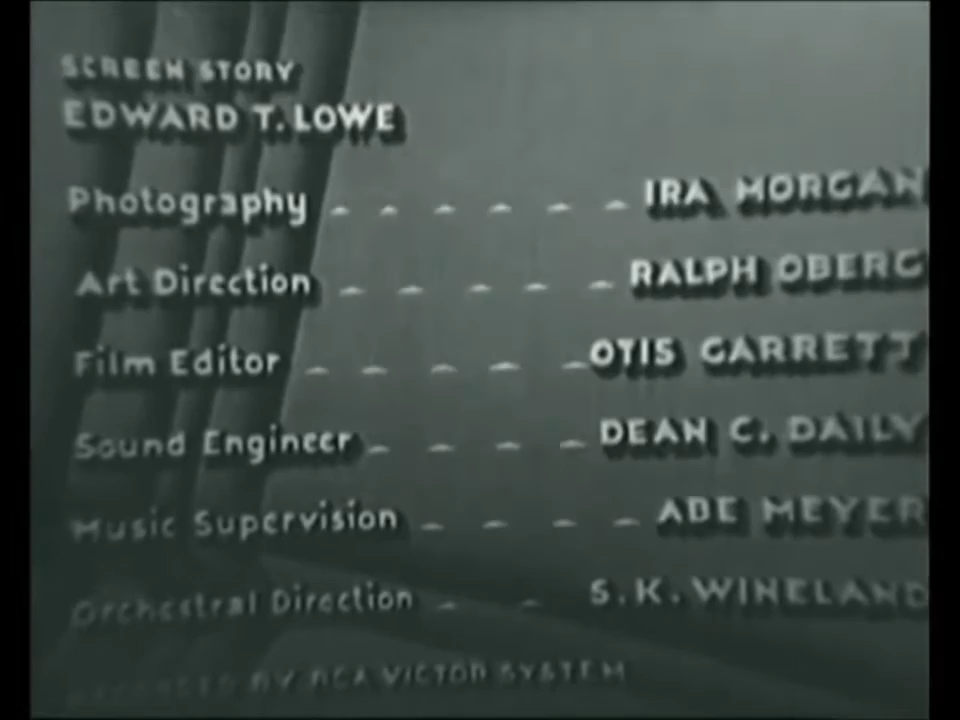 SCREEN STORY
EDWARD T. LOWE
Photography - - - - - - IRA MORGAN
Art Direction - - - - - RALPH OBERG
Film Editor - - - - - OTIS GARRETT
Sound Engineer - - - - DEAN C. DAILY
Music Supervision - - - - ABE MEYER
Orchestral Direction - - S.K. WINELAND
RECORDED BY RCA VICTOR SYSTEM